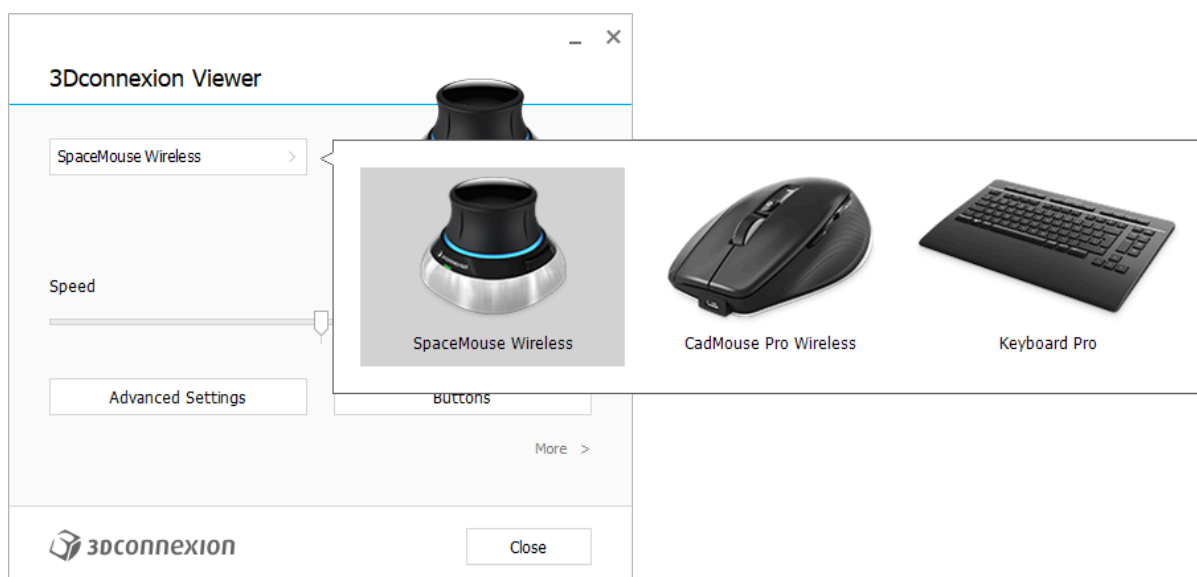 3Dconnexion Viewer
SpaceMouse Wireless
SpaceMouse Wireless
CadMouse Pro Wireless
Keyboard Pro
Speed
Advanced Settings
Buttons
More >
3Dconnexion
Close